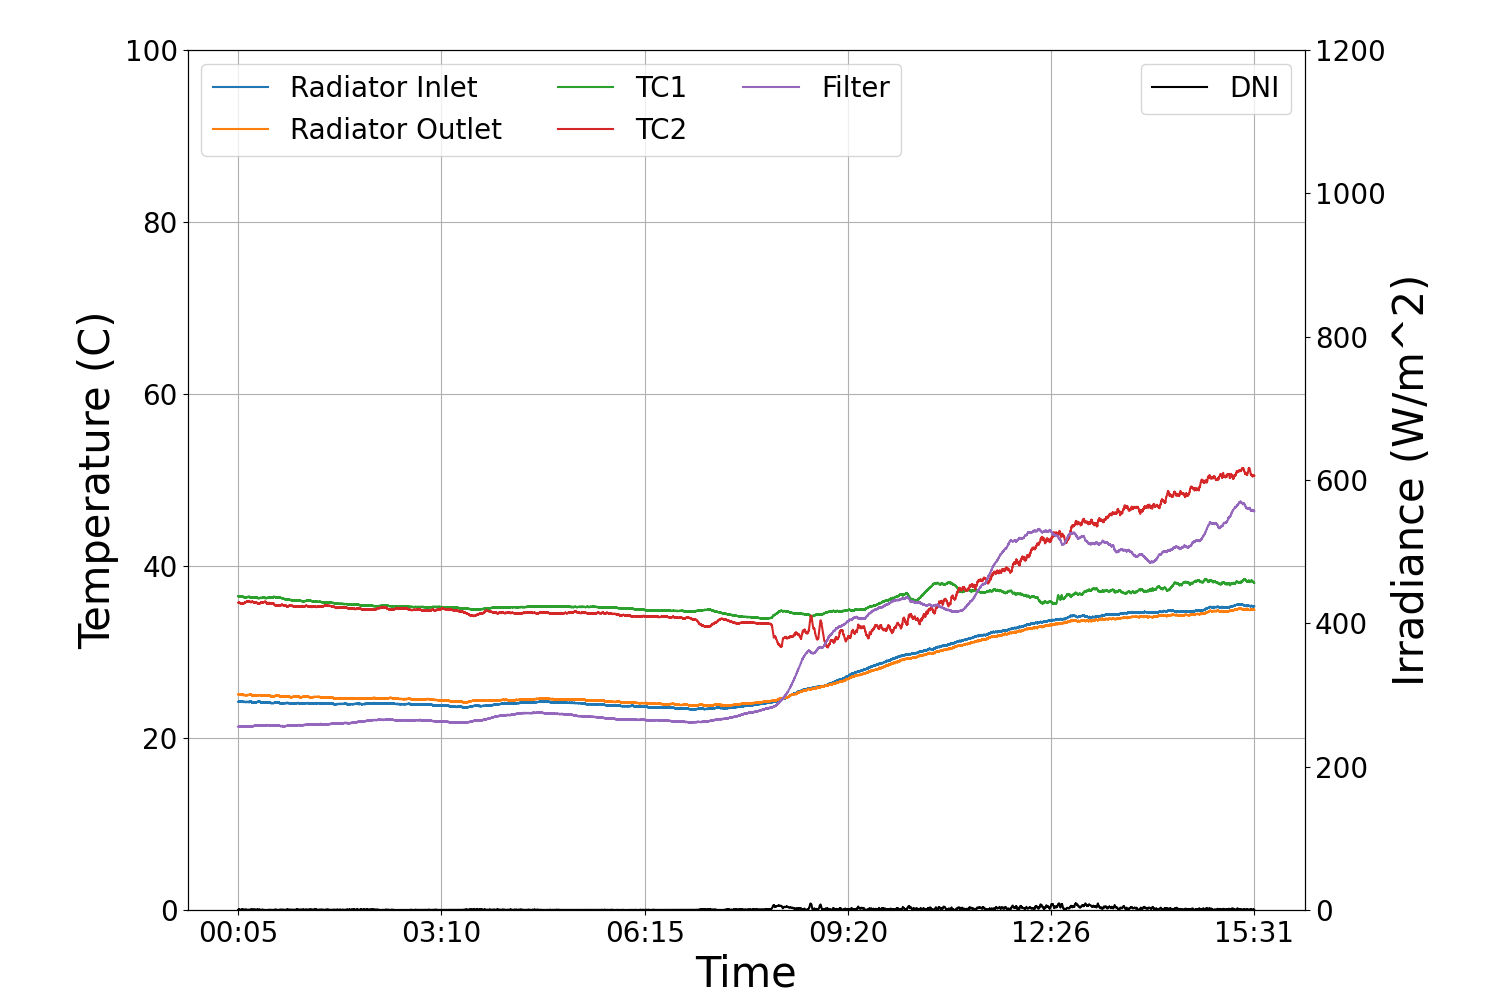 100
80
60
40
20
0
Temperature (C)
Radiator Inlet
Radiator Outlet
TC1
TC2
Filter
DNI
1200
1000
800
600
400
200
0
Irradiance (W/m^2)
00:05 03:10 06:15 09:20 12:26 15:31
Time